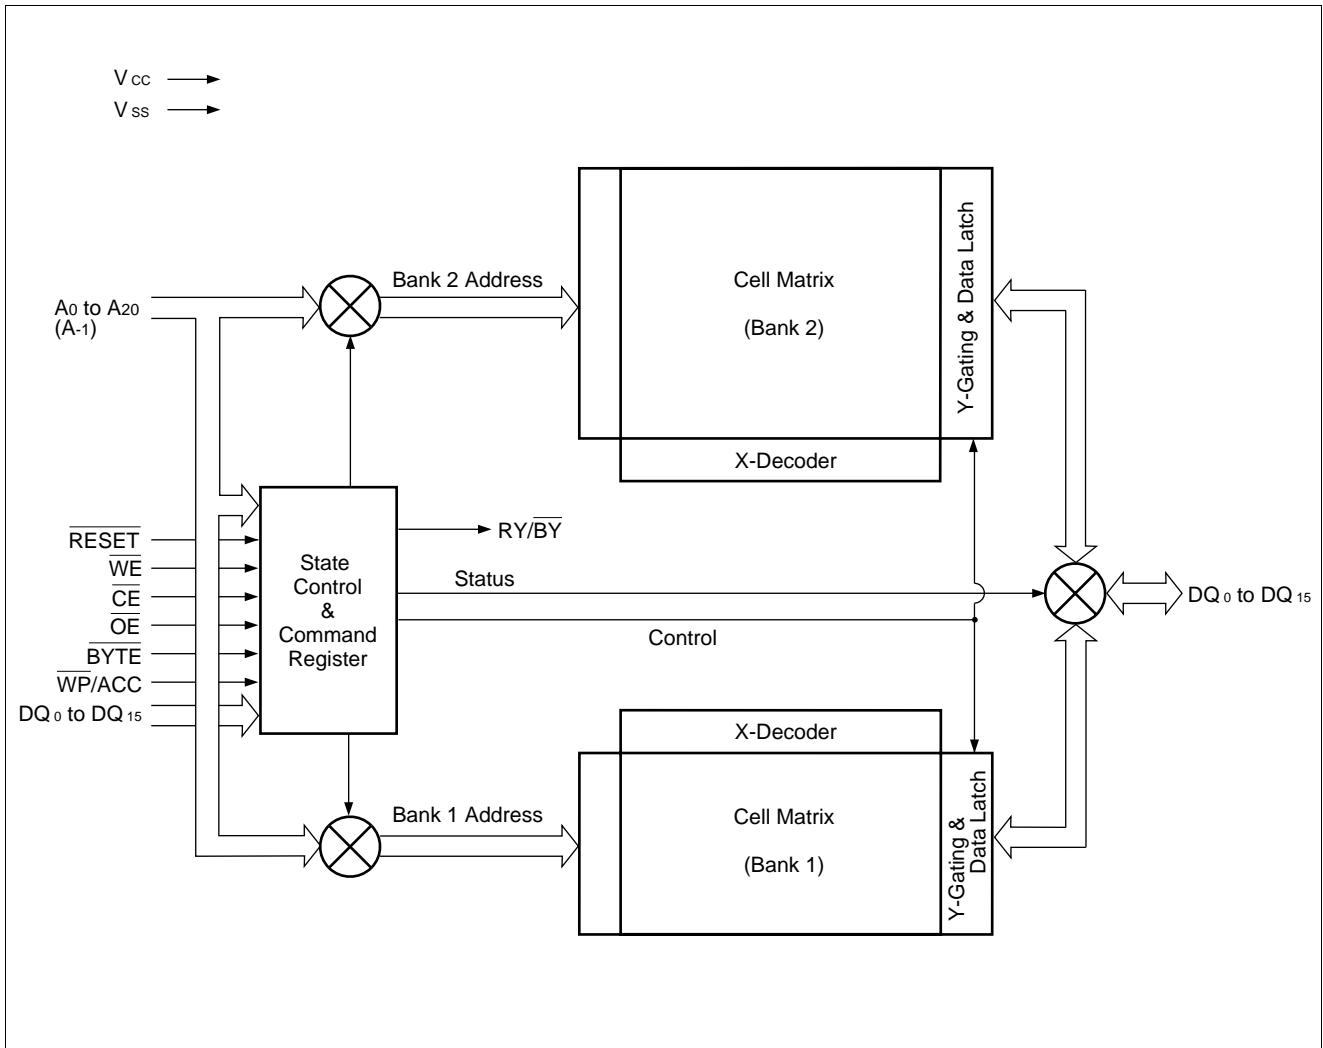 VCC
VSS
Bank 2 Address
A0 to A20
(A-1)
Cell Matrix
(Bank 2)
Y-Gating & Data Latch
X-Decoder
RESET
WE
CE
OE
BYTE
WP/ACC
DQ0 to DQ15
State
Control
&
Command
Register
RY/BY
Status
Control
DQ0 to DQ15
X-Decoder
Bank 1 Address
Cell Matrix
(Bank 1)
Y-Gating &
Data Latch